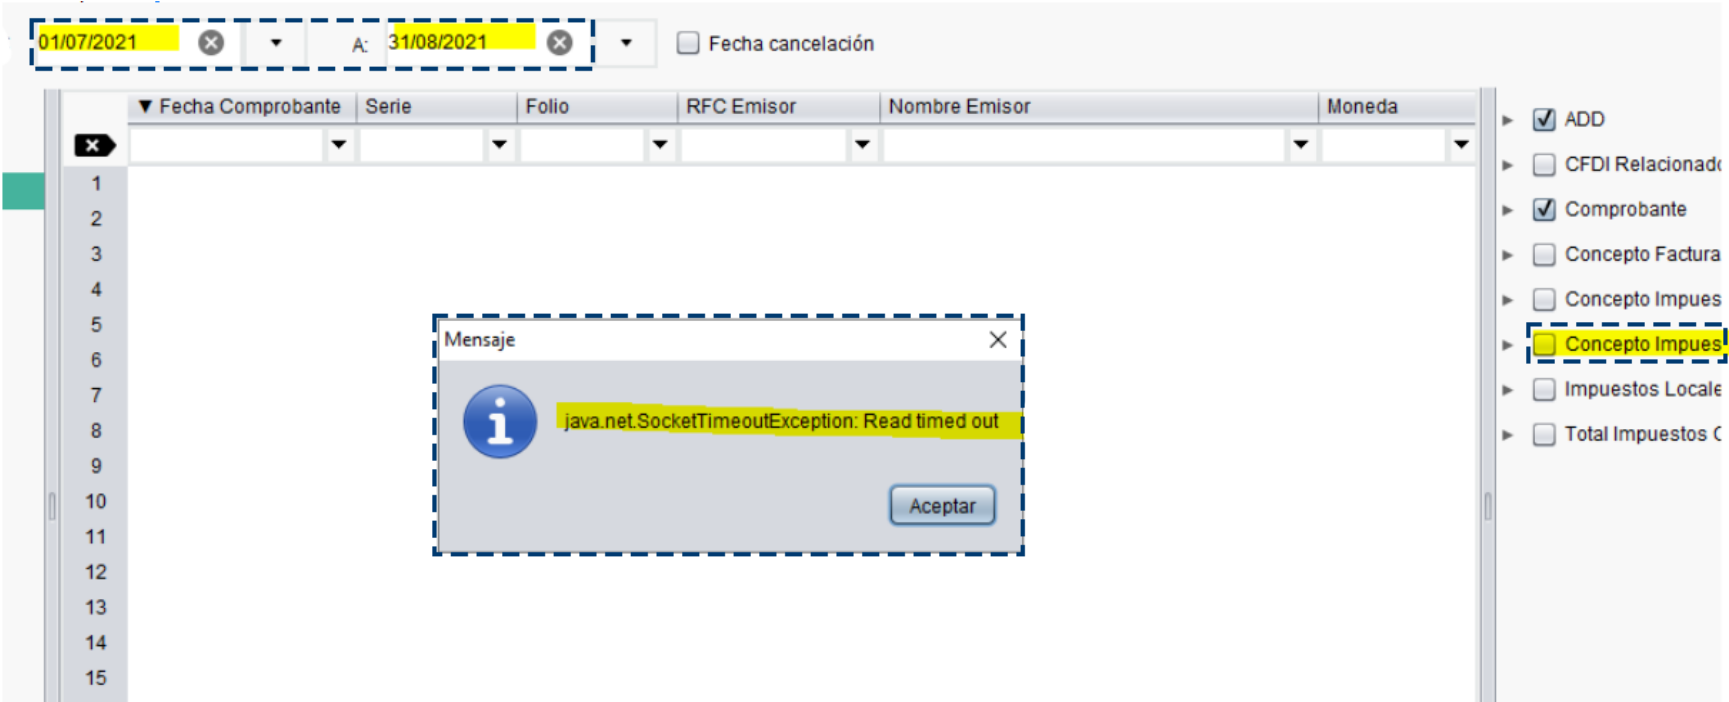 01/07/2021 A: 31/08/2021 Fecha cancelación
Fecha Comprobante Serie Folio RFC Emisor Nombre Emisor Moneda
1
2
3
4
5
6
7
8
9
10
11
12
13
14
15
Mensaje
java.net.SocketTimeoutException: Read timed out
Aceptar
ADD
CFDI Relacionado
Comprobante
Concepto Factura
Concepto Impues
Concepto Impues
Impuestos Locale
Total Impuestos